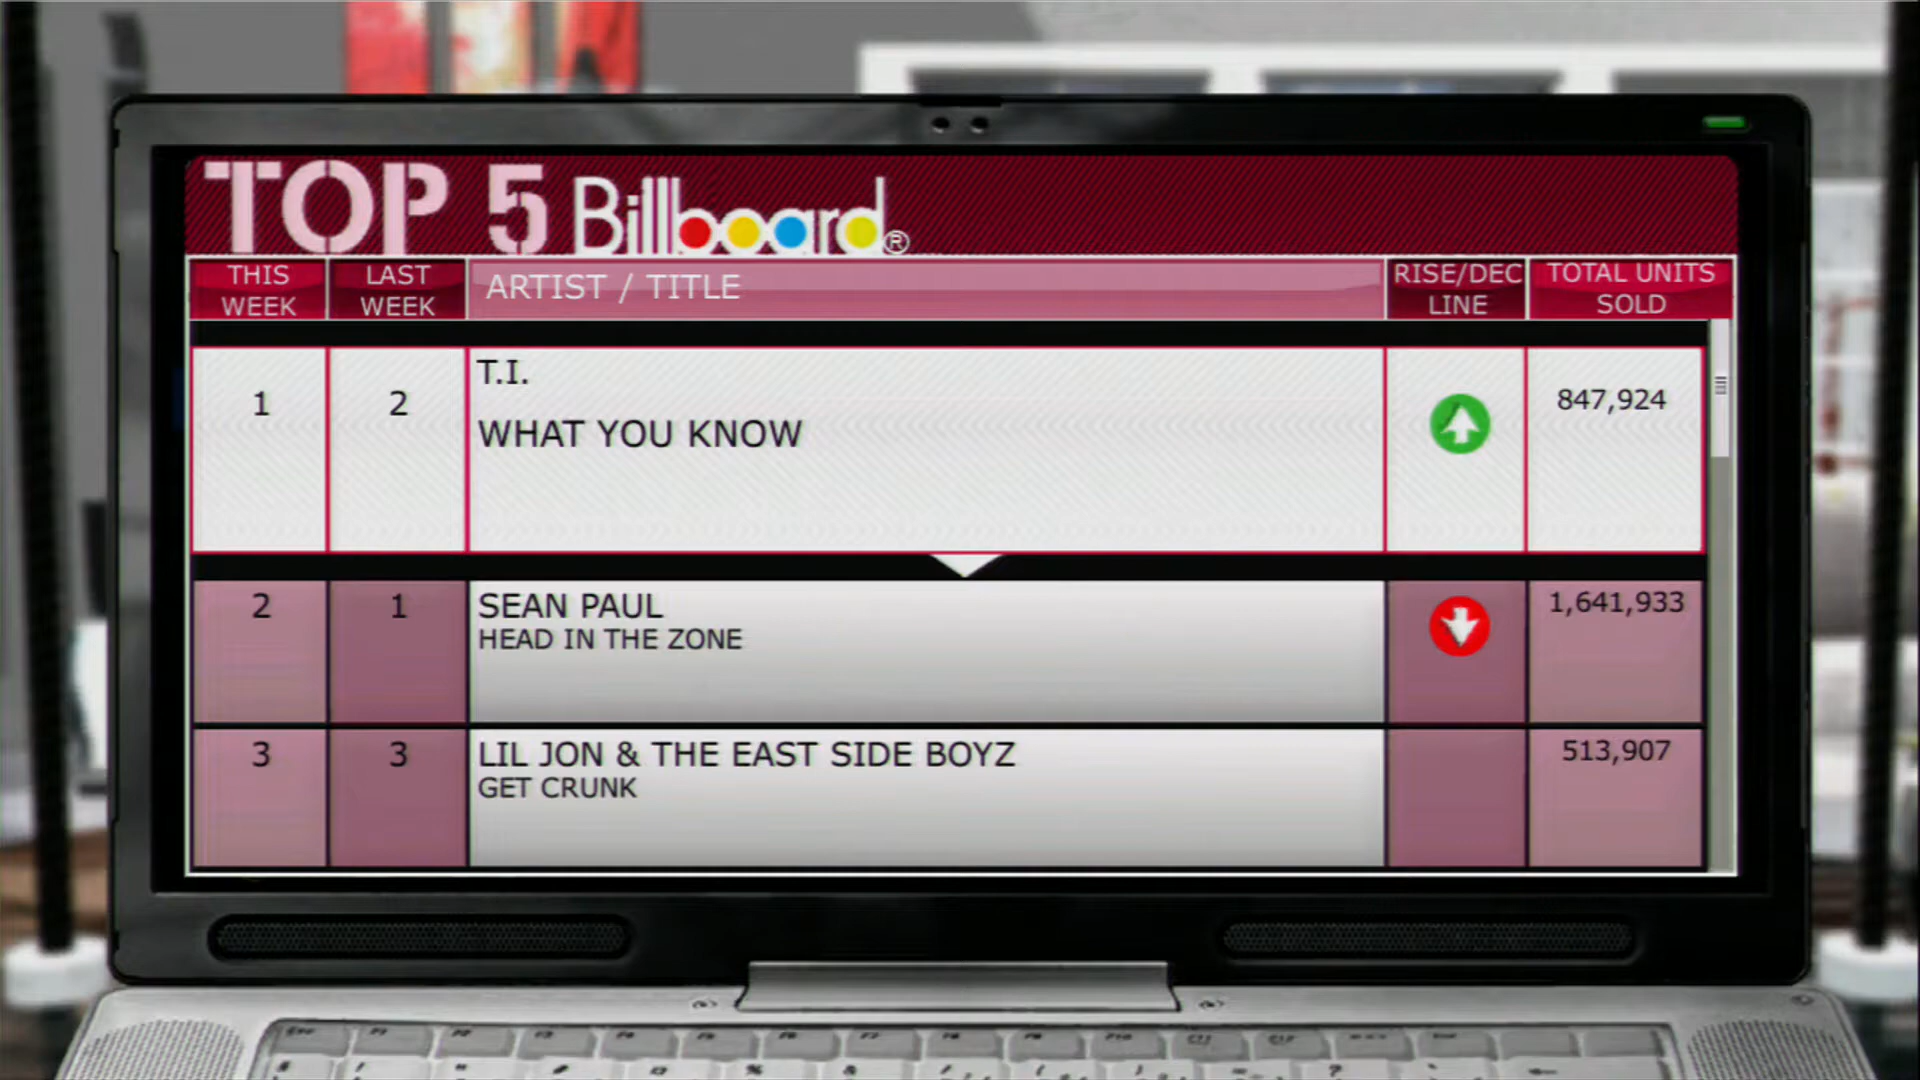 TOP 5 Billboard®
THIS WEEK
LAST WEEK
ARTIST / TITLE
RISE/DEC LINE
TOTAL UNITS SOLD
1
2
T.I.
WHAT YOU KNOW
847,924
2
1
SEAN PAUL
HEAD IN THE ZONE
1,641,933
3
3
LIL JON & THE EAST SIDE BOYZ
GET CRUNK
513,907